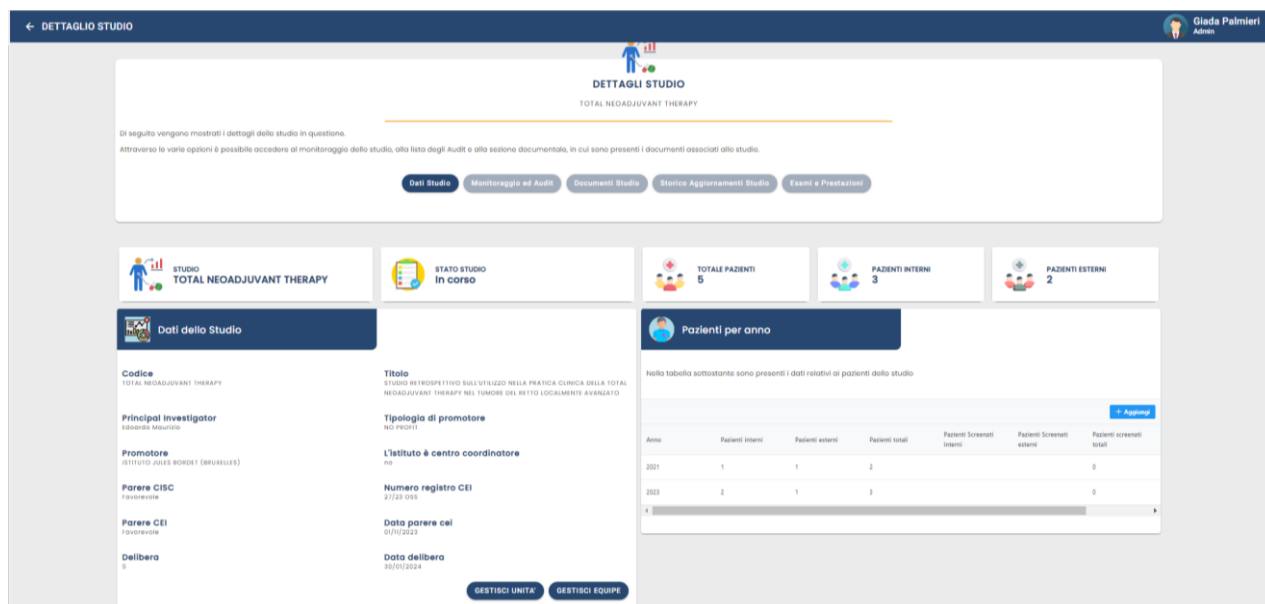 ← DETTAGLIO STUDIO
Giada Palmieri
Admin
DETTAGLI STUDIO
TOTAL NEOADJUVANT THERAPY
Di seguito vengono mostrati i dettagli dello studio in questione.
Attraverso le varie opzioni è possibile accedere al monitoraggio dello studio, alla lista degli Audit e alla sezione documentale, in cui sono presenti i documenti associati allo studio.
Dati Studio Monitoraggio ed Audit Documenti Studio Storico Aggiornamenti Studio Esami e Prestazioni
STUDIO
TOTAL NEOADJUVANT THERAPY
STATO STUDIO
In corso
TOTALE PAZIENTI
5
PAZIENTI INTERNI
3
PAZIENTI ESTERNI
2
Dati dello Studio
Codice
TOTAL NEOADJUVANT THERAPY
Titolo
STUDIO RETROSPETTIVO SULL'UTILIZZO NELLA PRATICA CLINICA DELLA TOTAL
NEOADJUVANT THERAPY NEL TUMORE DEL RETTO LOCALMENTE AVANZATO
Principal Investigator
Edoardo Maurizio
Tipologia di promotore
NO PROFIT
Promotore
ISTITUTO JULES BORDET (BRUXELLES)
L'istituto è centro coordinatore
no
Parere CISC
Favorevole
Numero registro CEI
27/23 OSS
Parere CEI
Favorevole
Data parere cei
01/11/2023
Delibera
5
Data delibera
30/01/2024
GESTISCI UNITA' GESTISCI EQUIPE
Pazienti per anno
Nella tabella sottostante sono presenti i dati relativi ai pazienti dello studio
+ Aggiungi
Anno Pazienti interni Pazienti esterni Pazienti totali Pazienti Screenati interni Pazienti Screenati esterni Pazienti screenati totali
2021 1 1 2 0
2023 2 1 3 0